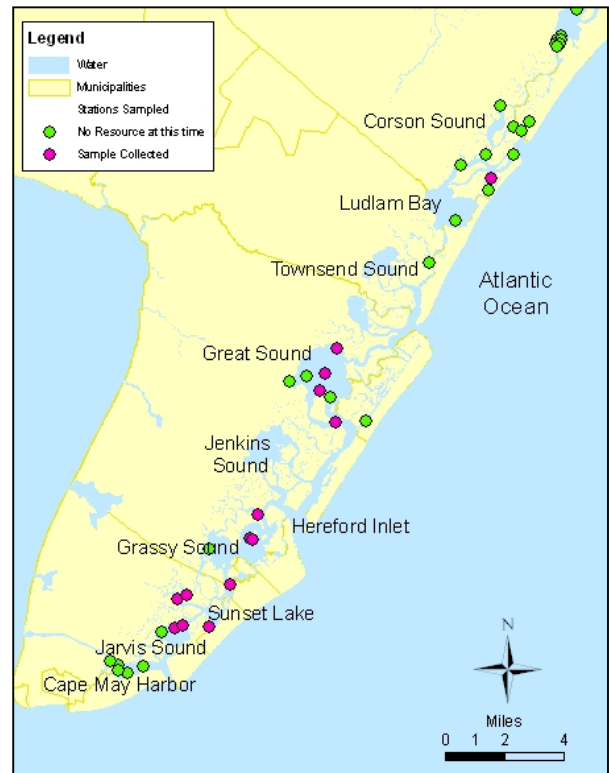 Legend
Water
Municipalities
Stations Sampled
No Resource at this time
Sample Collected
Corson Sound
Ludlam Bay
Townsend Sound
Atlantic
Ocean
Great Sound
Jenkins
Sound
Hereford Inlet
Grassy Sound
Sunset Lake
Jarvis Sound
Cape May Harbor
N
Miles
0 1 2 4